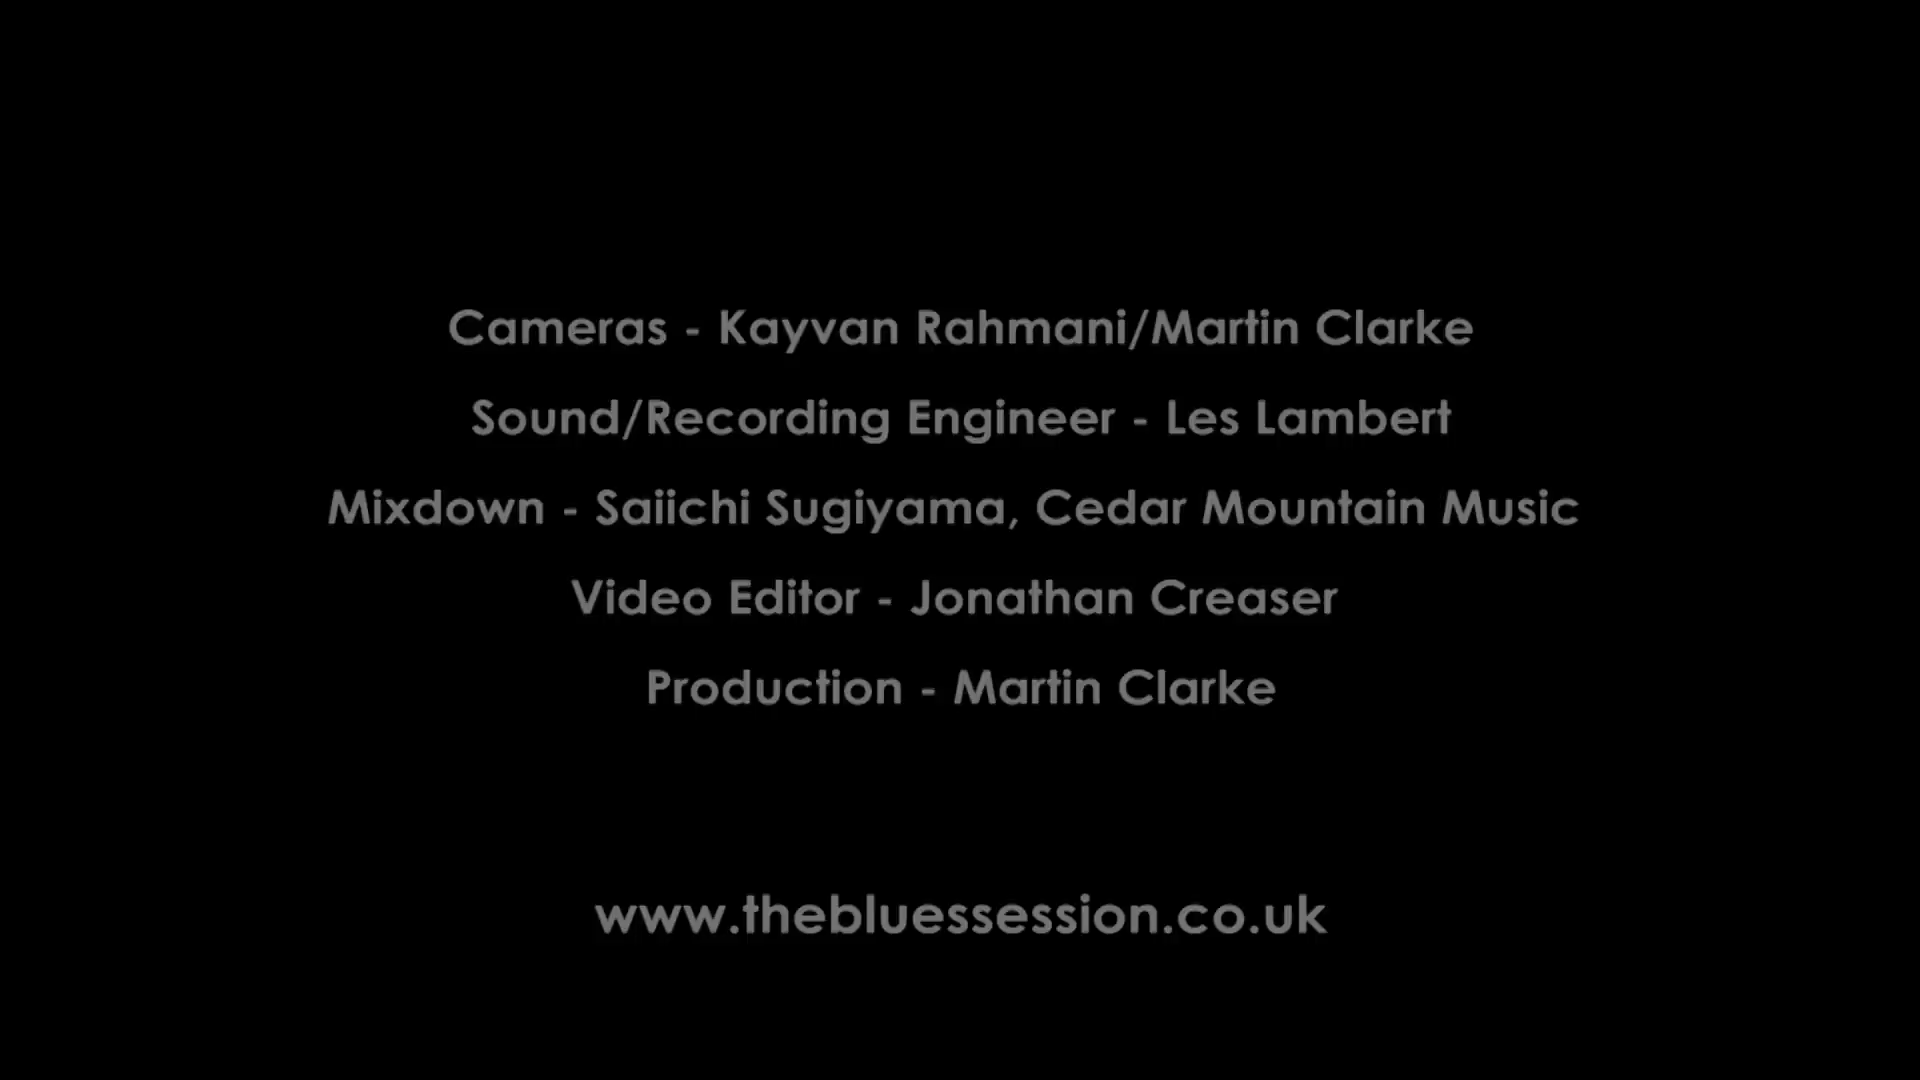 Cameras - Kayvan Rahmani/Martin Clarke
Sound/Recording Engineer - Les Lambert
Mixdown - Saiichi Sugiyama, Cedar Mountain Music
Video Editor - Jonathan Creaser
Production - Martin Clarke
www.thebluessession.co.uk